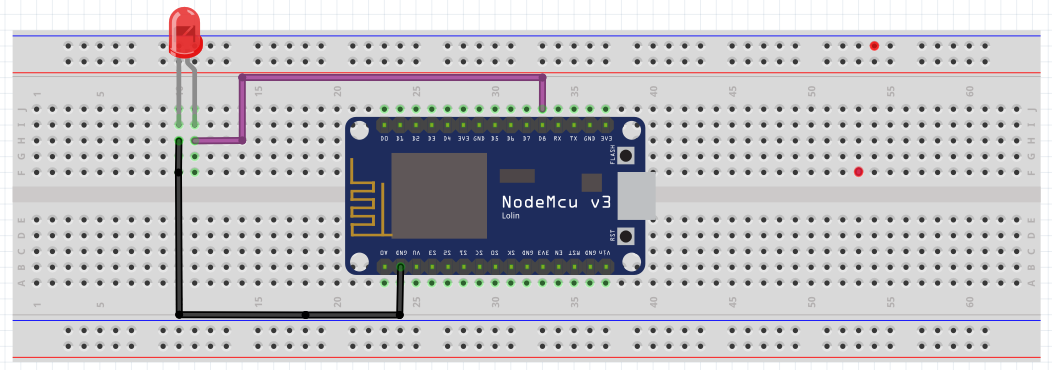 1 5 15 20 25 30 35 40 45 50 55 60
J J
I I
D0 D1 D2 D3 D4 3V3 GND D5 D6 D7 D8 RX TX GND 3V3
H H
FLASH
G G
F F
NodeMcu v3
Lolin
E E
D D
RST
C C
A0 GND VU S3 S2 S1 SC S0 SK GND 3V3 EN RST GND Vin
B B
A A
1 5 15 20 25 30 35 40 45 50 55 60